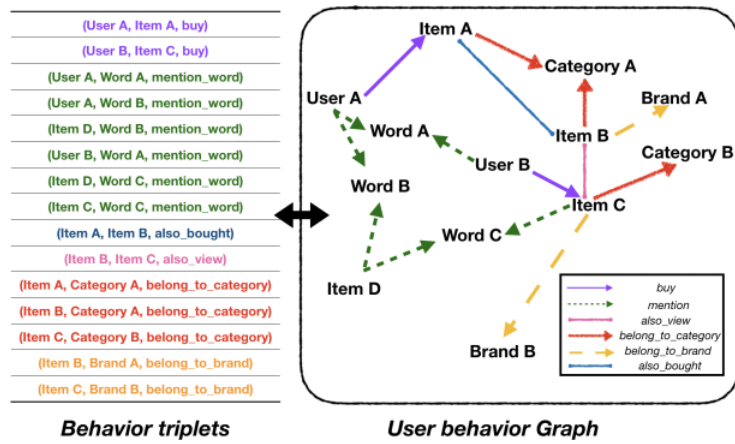 (User A, Item A, buy)
(User B, Item C, buy)
(User A, Word A, mention_word)
(User A, Word B, mention_word)
(Item D, Word B, mention_word)
(User B, Word A, mention_word)
(Item D, Word C, mention_word)
(Item C, Word C, mention_word)
(Item A, Item B, also_bought)
(Item B, Item C, also_view)
(Item A, Category A, belong_to_category)
(Item B, Category A, belong_to_category)
(Item C, Category B, belong_to_category)
(Item B, Brand A, belong_to_brand)
(Item C, Brand B, belong_to_brand)
Behavior triplets
Item A
Category A
User A
Brand A
Word A
Item B
User B
Category B
Word B
Item C
Word C
Item D
Brand B
buy
mention
also_view
belong_to_category
belong_to_brand
also_bought
User behavior Graph